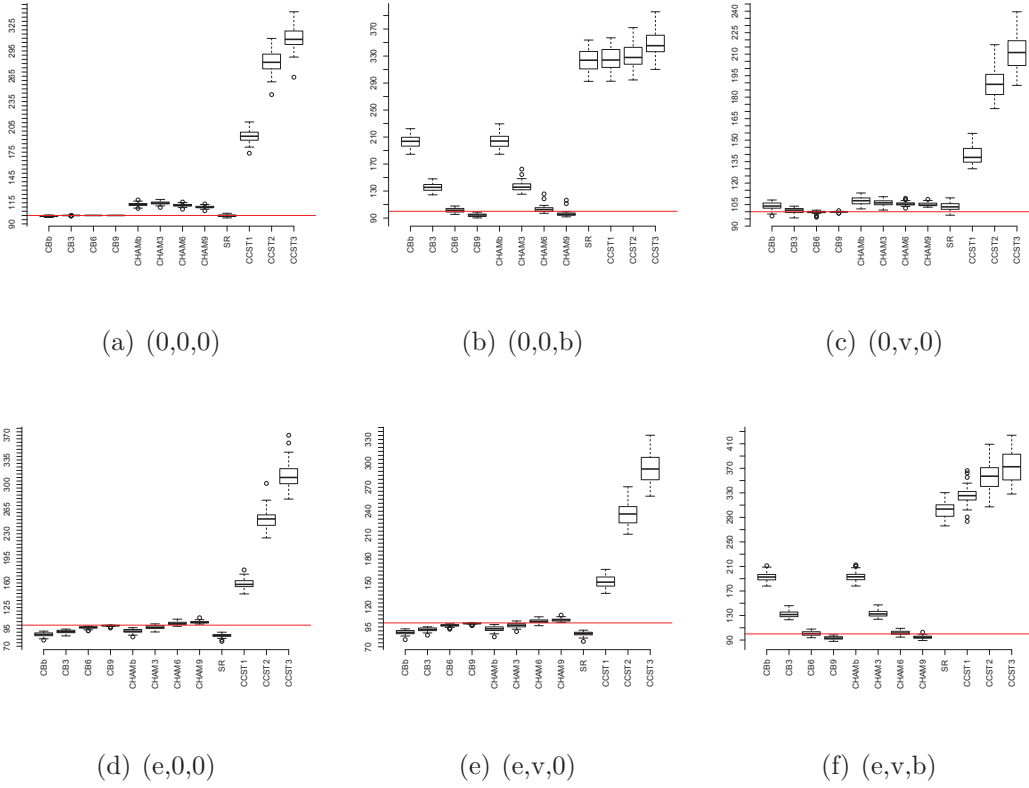 90 100 115 145 175 205 235 265 295 325
CBb CB3 CB6 CB9 CHAMb CHAM3 CHAM6 CHAM9 SR CCST1 CCST2 CCST3
90 130 170 210 290 330 370
CBb CB3 CB6 CB9 CHAMb CHAM3 CHAM6 CHAM9 SR CCST1 CCST2 CCST3
90 105 115 125 135 145 155 165 180 195 210 225 240
CBb CB3 CB6 CB9 CHAMb CHAM3 CHAM6 CHAM9 SR CCST1 CCST2 CCST3
(a) (0,0,0)
(b) (0,0,b)
(c) (0,v,0)
70 95 125 160 195 230 265 300 335 370
CBb CB3 CB6 CB9 CHAMb CHAM3 CHAM6 CHAM9 SR CCST1 CCST2 CCST3
70 95 120 150 180 210 240 270 300 330
CBb CB3 CB6 CB9 CHAMb CHAM3 CHAM6 CHAM9 SR CCST1 CCST2 CCST3
90 130 170 210 250 290 330 370 410
CBb CB3 CB6 CB9 CHAMb CHAM3 CHAM6 CHAM9 SR CCST1 CCST2 CCST3
(d) (e,0,0)
(e) (e,v,0)
(f) (e,v,b)